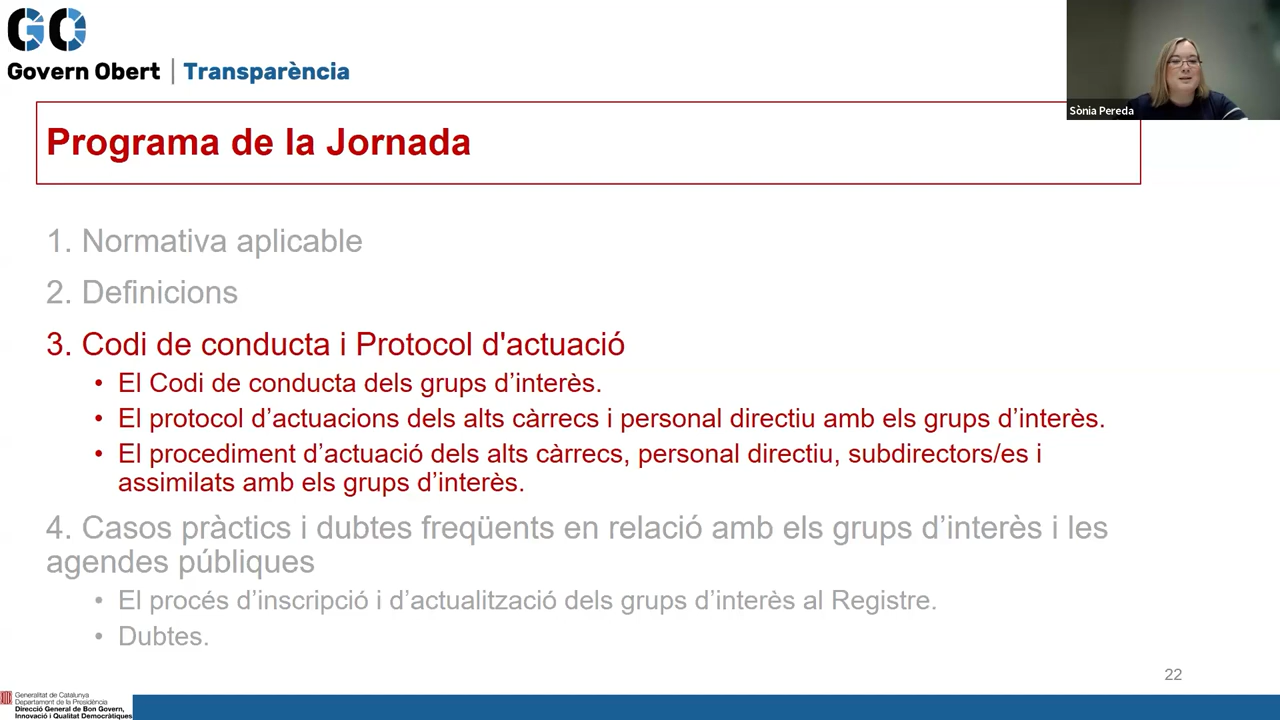 GO
Govern Obert | Transparència
Sònia Pereda
Programa de la Jornada
1. Normativa aplicable
2. Definicions
3. Codi de conducta i Protocol d'actuació
• El Codi de conducta dels grups d’interès.
• El protocol d’actuacions dels alts càrrecs i personal directiu amb els grups d’interès.
• El procediment d’actuació dels alts càrrecs, personal directiu, subdirectors/es i
assimilats amb els grups d’interès.
4. Casos pràctics i dubtes freqüents en relació amb els grups d’interès i les
agendes públiques
• El procés d’inscripció i d’actualització dels grups d’interès al Registre.
• Dubtes.
22
Generalitat de Catalunya
Departament de la Presidència
Direcció General de Bon Govern,
Innovació i Qualitat Democràtiques